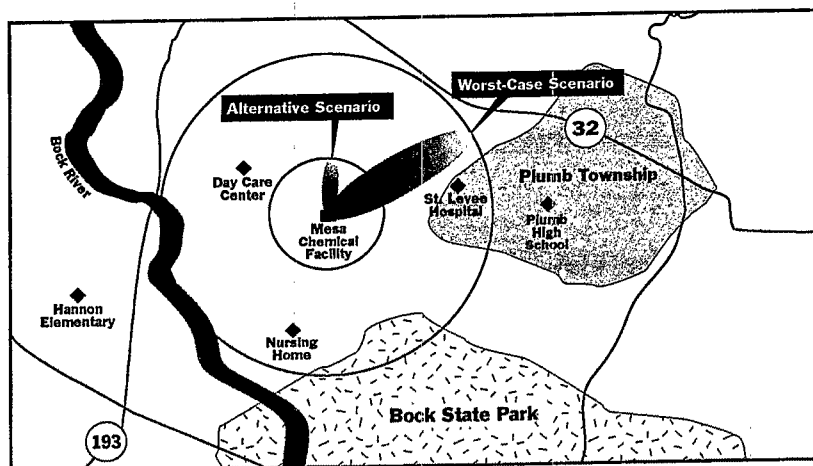 Worst-Case Scenario
Alternative Scenario
32
Bock River
Day Care
Center
Plumb Township
St. Levee
Hospital
Mesa
Chemical
Facility
Plumb
High
School
Hannon
Elementary
Nursing
Home
Bock State Park
193